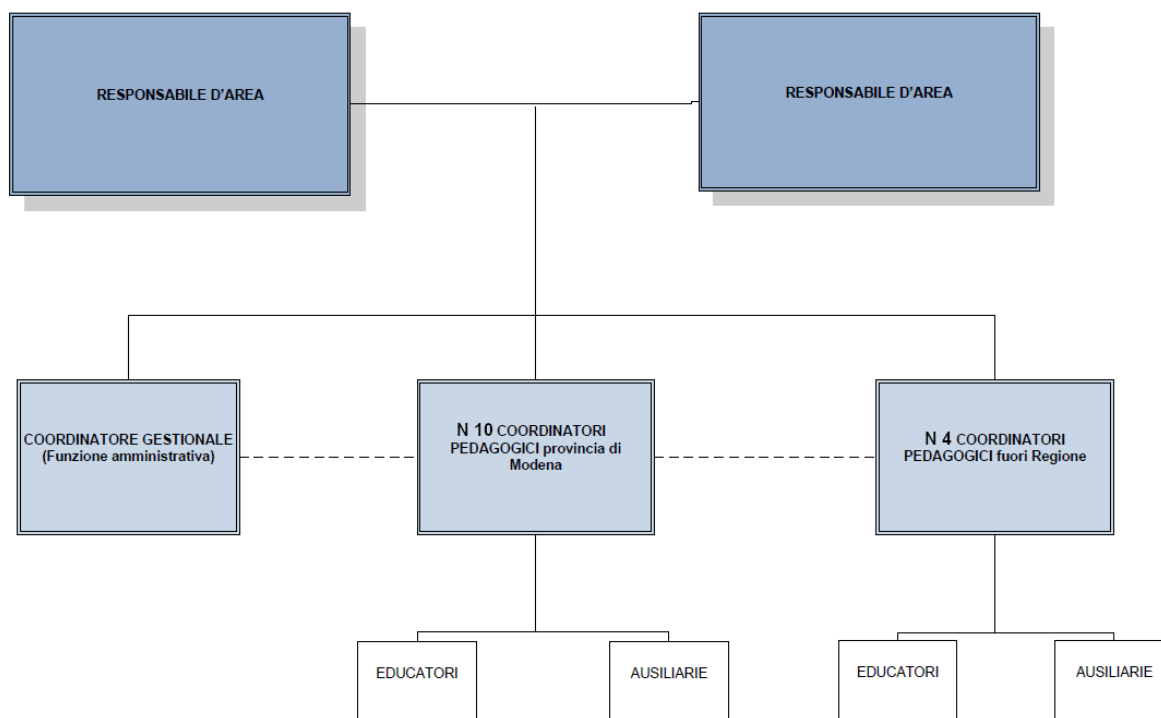 RESPONSABILE D'AREA
RESPONSABILE D'AREA
COORDINATORE GESTIONALE
(Funzione amministrativa)
N 10 COORDINATORI
PEDAGOGICI provincia di
Modena
N 4 COORDINATORI
PEDAGOGICI fuori Regione
EDUCATORI
AUSILIARIE
EDUCATORI
AUSILIARIE